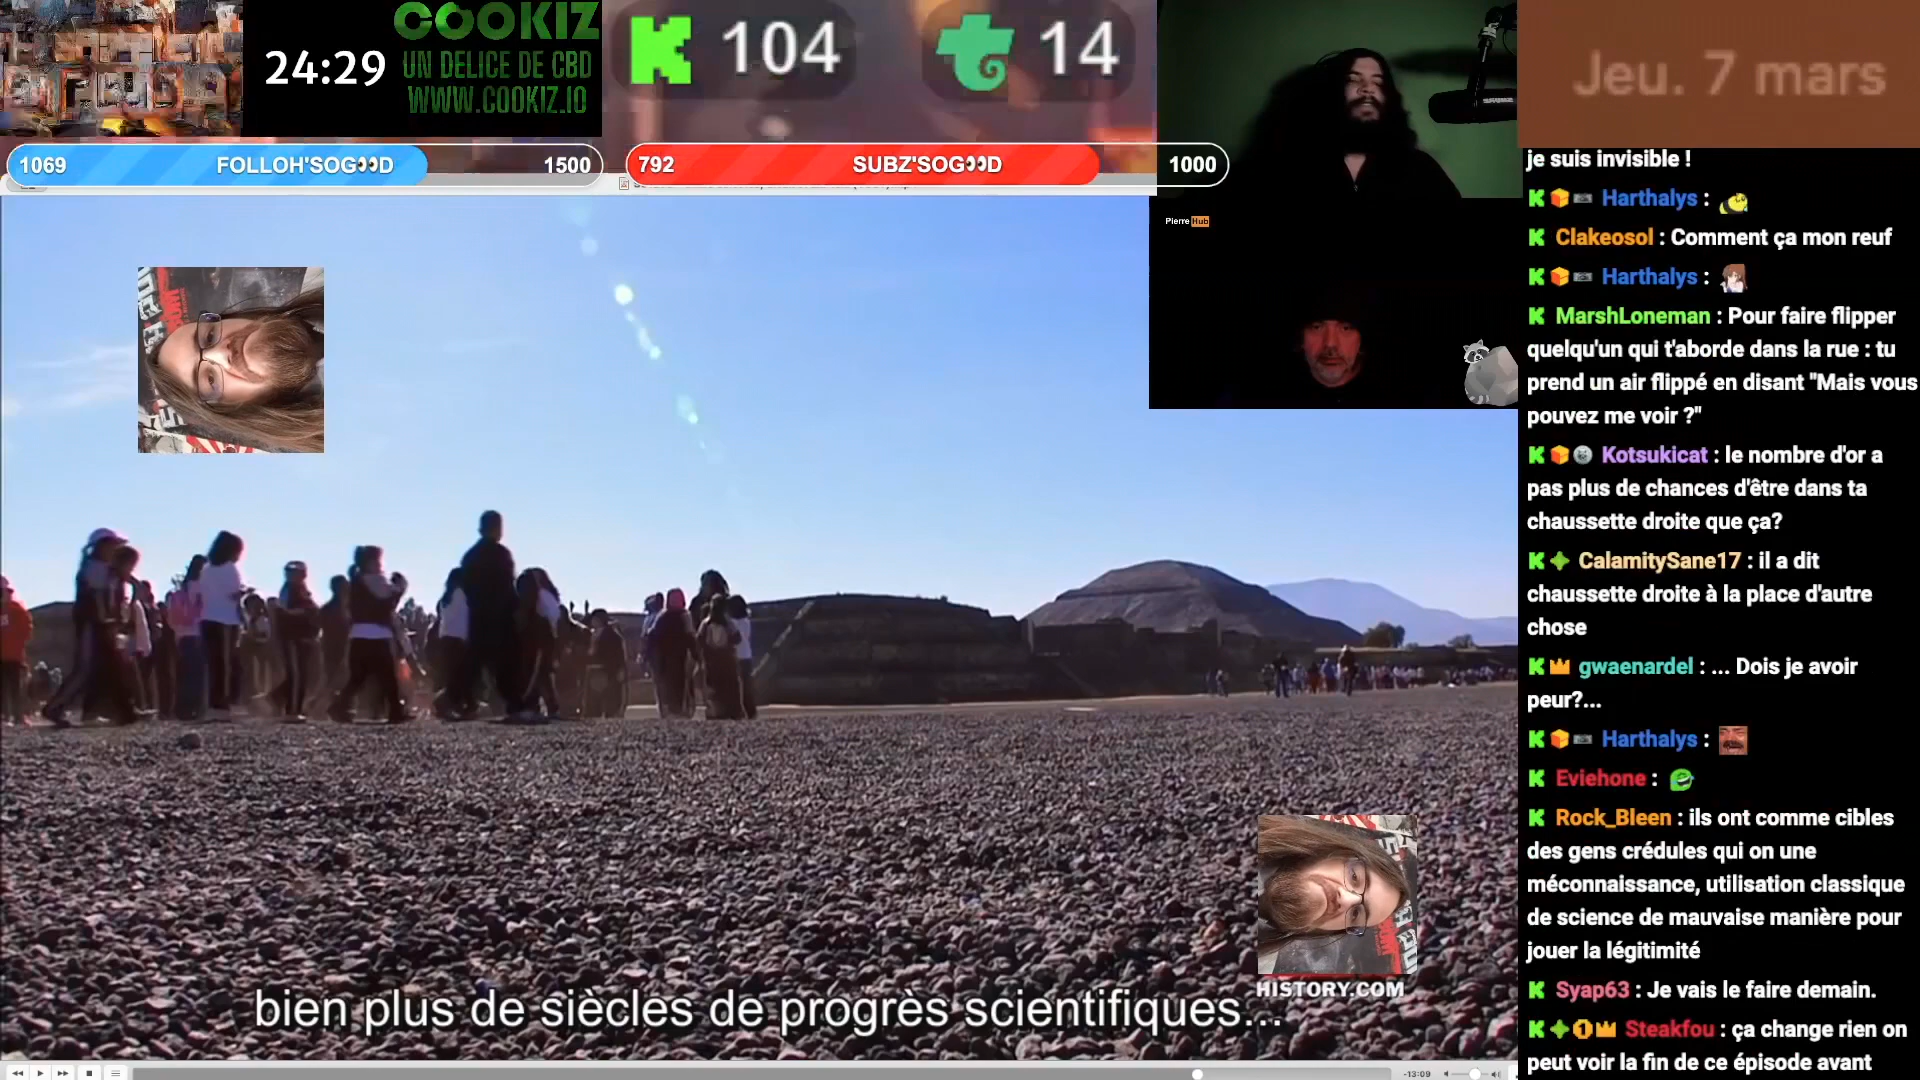 24:29
COOKIZ
UN DELICE DE CBD
WWW.COOKIZ.IO
104
14
Jeu. 7 mars
1069 FOLLOH'SOG👀D 1500
792 SUBZ'SOG👀D 1000
Pierre Hub
je suis invisible !
Harthalys :
Clakeosol : Comment ça mon reuf
Harthalys :
MarshLoneman : Pour faire flipper
quelqu'un qui t'aborde dans la rue : tu
prend un air flippé en disant "Mais vous
pouvez me voir ?"
Kotsukicat : le nombre d'or a
pas plus de chances d'être dans ta
chaussette droite que ça?
CalamitySane17 : il a dit
chaussette droite à la place d'autre
chose
gwaenardel : ... Dois je avoir
peur?...
Harthalys :
Eviehone :
Rock_Bleen : ils ont comme cibles
des gens crédules qui on une
méconnaissance, utilisation classique
de science de mauvaise manière pour
jouer la légitimité
Syap63 : Je vais le faire demain.
Steakfou : ça change rien on
peut voir la fin de ce épisode avant
HISTORY.COM
bien plus de siècles de progrès scientifiques...
-13:09